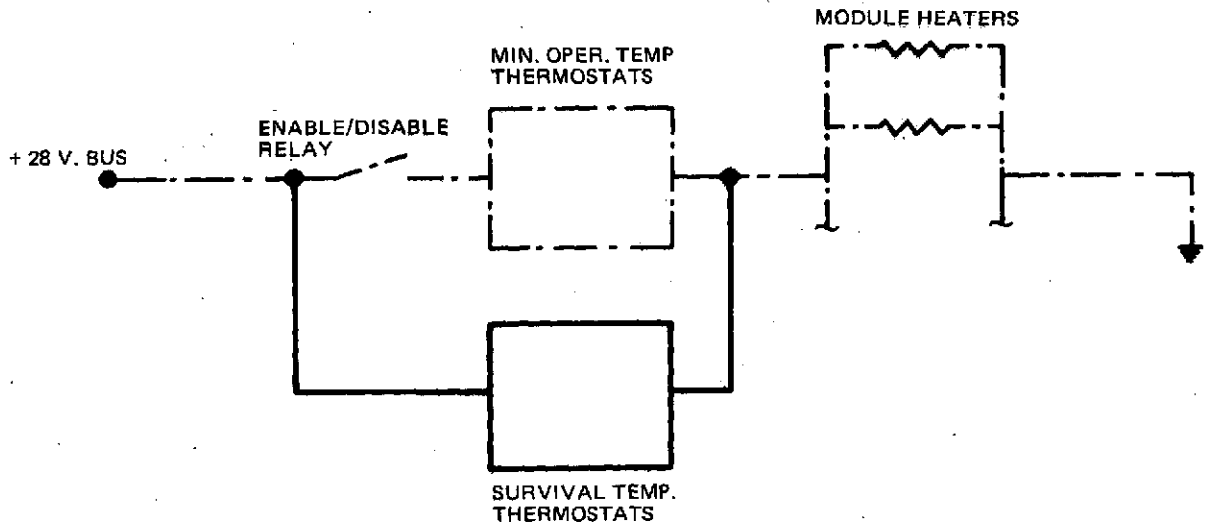 MODULE HEATERS
MIN. OPER. TEMP
THERMOSTATS
ENABLE/DISABLE
RELAY
+ 28 V. BUS
SURVIVAL TEMP.
THERMOSTATS